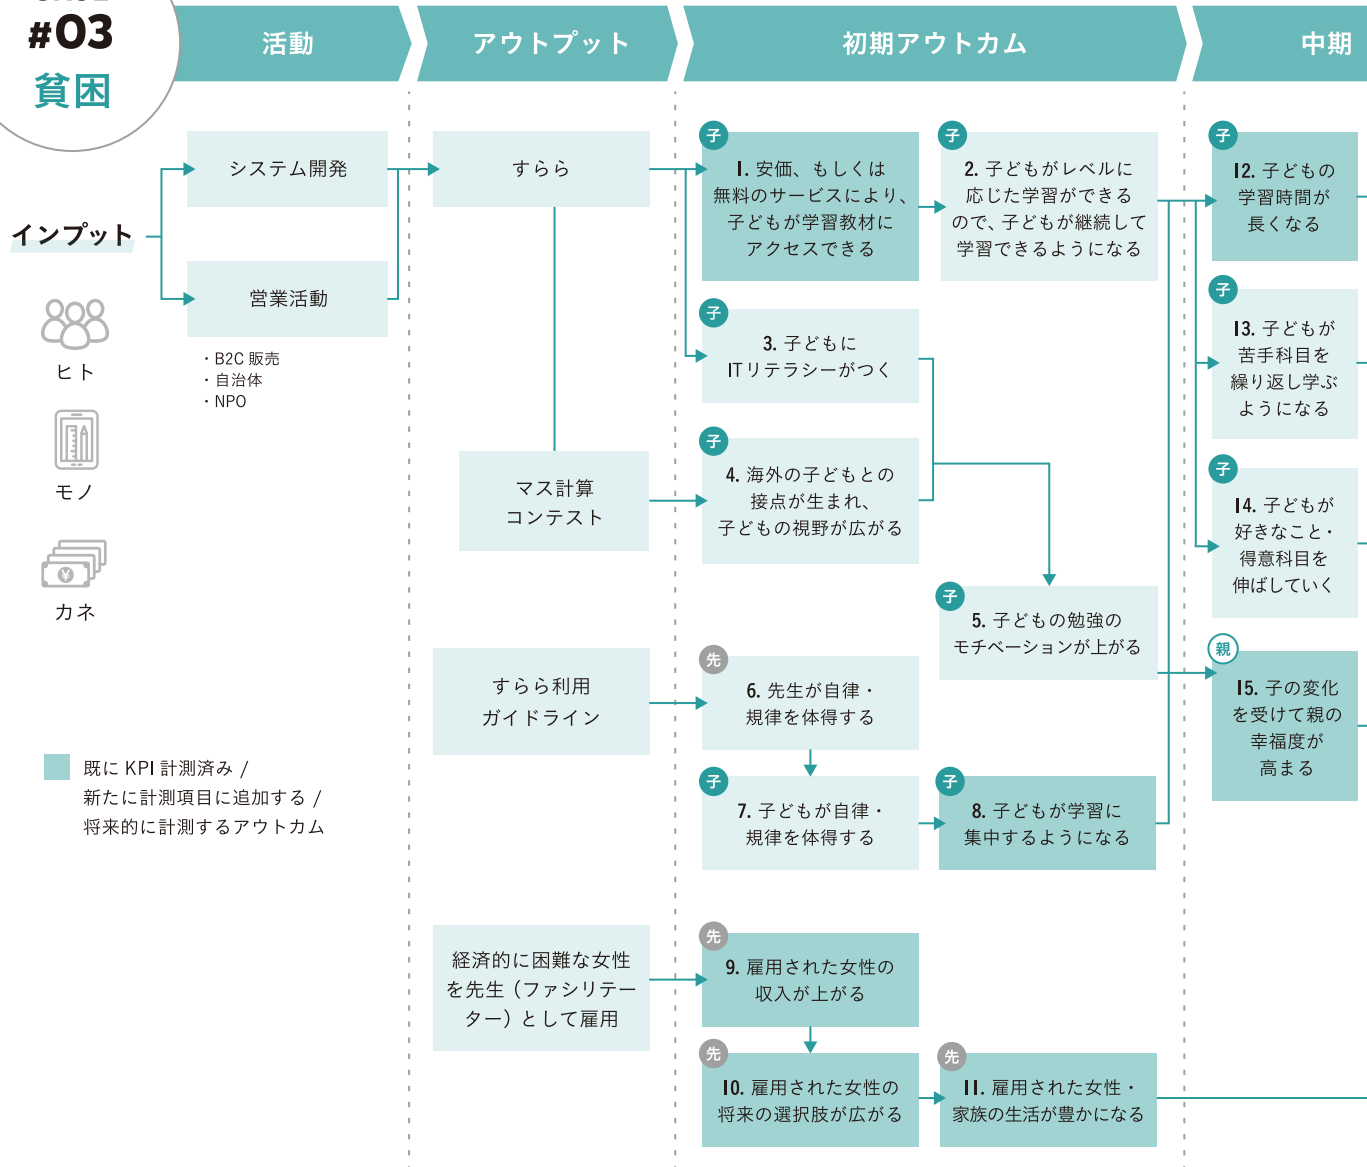 #03
貧困
活動
アウトプット
初期アウトカム
中期
インプット
ヒト
モノ
¥
カネ
システム開発
営業活動
・B2C 販売
・自治体
・NPO
すらら
マス計算
コンテスト
すらら利用
ガイドライン
経済的に困難な女性
を先生（ファシリテー
ター）として雇用
子
1. 安価、もしくは
無料のサービスにより、
子どもが学習教材に
アクセスできる
子
2. 子どもがレベルに
応じた学習ができる
ので、子どもが継続して
学習できるようになる
子
3. 子どもに
ITリテラシーがつく
子
4. 海外の子どもとの
接点が生まれ、
子どもの視野が広がる
子
5. 子どもの勉強の
モチベーションが上がる
先
6. 先生が自律・
規律を体得する
子
7. 子どもが自律・
規律を体得する
子
8. 子どもが学習に
集中するようになる
先
9. 雇用された女性の
収入が上がる
先
10. 雇用された女性の
将来の選択肢が広がる
先
11. 雇用された女性・
家族の生活が豊かになる
子
12. 子どもの
学習時間が
長くなる
子
13. 子どもが
苦手科目を
繰り返し学ぶ
ようになる
子
14. 子どもが
好きなこと・
得意科目を
伸ばしていく
親
15. 子の変化
を受けて親の
幸福度が
高まる
既に KPI 計測済み /
新たに計測項目に追加する /
将来的に計測するアウトカム